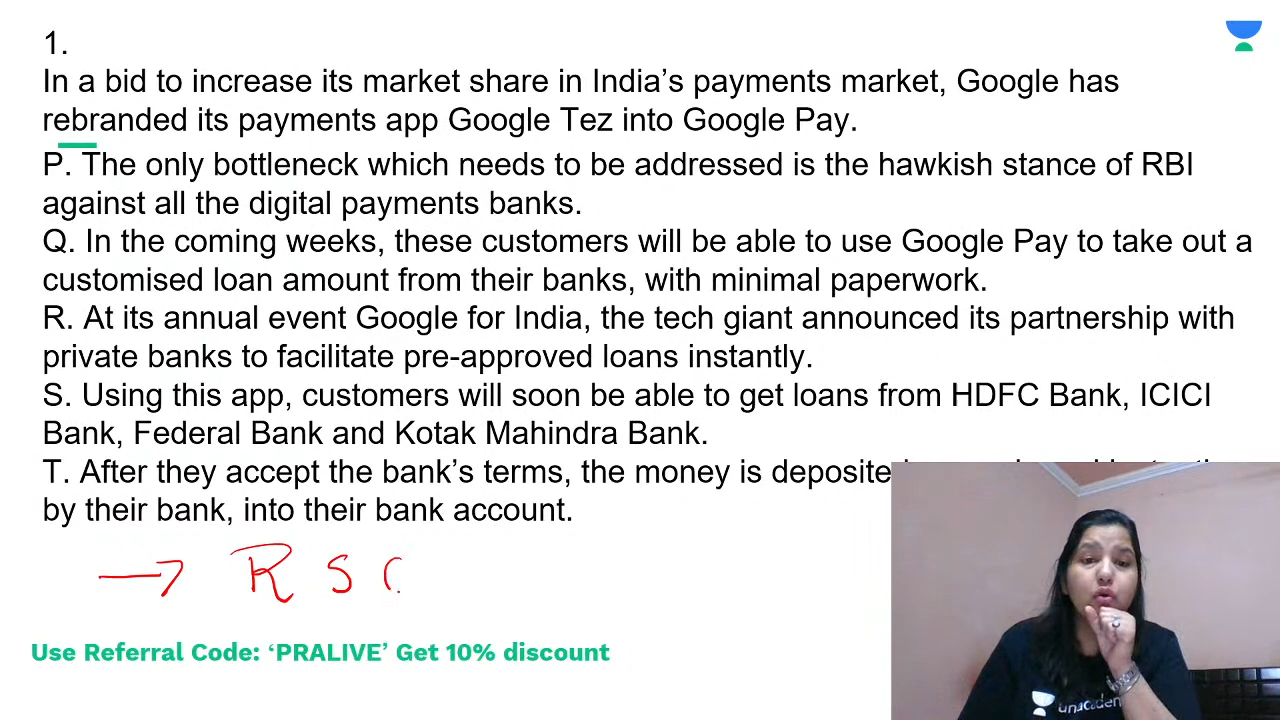 1.
In a bid to increase its market share in India's payments market, Google has
rebranded its payments app Google Tez into Google Pay.
P. The only bottleneck which needs to be addressed is the hawkish stance of RBI
against all the digital payments banks.
Q. In the coming weeks, these customers will be able to use Google Pay to take out a
customised loan amount from their banks, with minimal paperwork.
R. At its annual event Google for India, the tech giant announced its partnership with
private banks to facilitate pre-approved loans instantly.
S. Using this app, customers will soon be able to get loans from HDFC Bank, ICICI
Bank, Federal Bank and Kotak Mahindra Bank.
T. After they accept the bank's terms, the money is
by their bank, into their bank account.
→ R S
Use Referral Code: ‘PRALIVE’ Get 10% discount